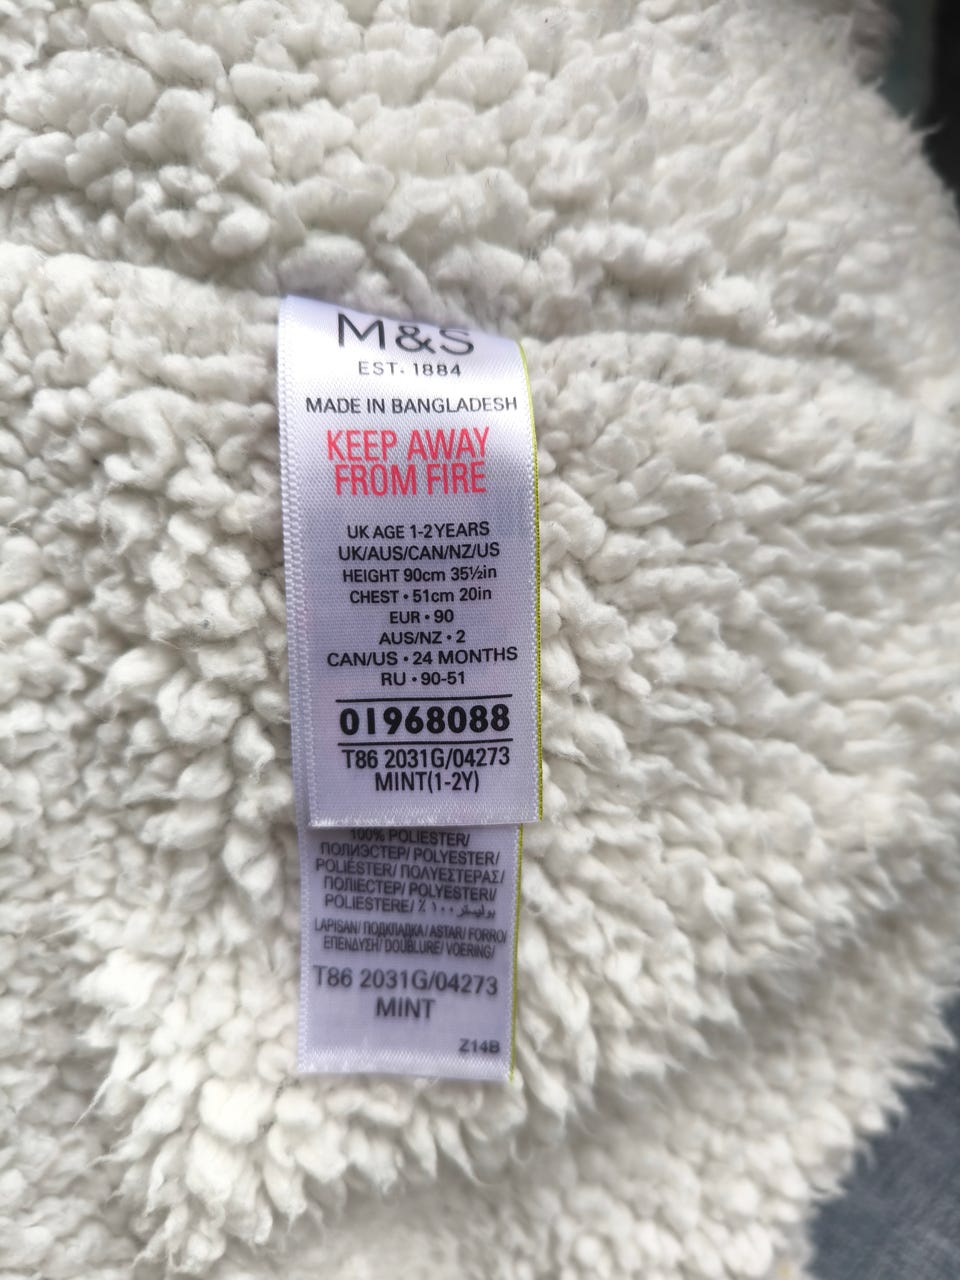 M&S
EST. 1884
MADE IN BANGLADESH
KEEP AWAY
FROM FIRE
UK AGE 1-2 YEARS
UK/AUS/CAN/NZ/US
HEIGHT 90cm 35½in
CHEST • 51cm 20in
EUR • 90
AUS/NZ • 2
CAN/US • 24 MONTHS
RU • 90-51
01968088
T86 2031G/04273
MINT(1-2Y)
100% POLIESTER/
ПОЛИЭСТЕР/ POLYESTER/
POLIÉSTER/ ΠΟΛΥΕΣΤΕΡΑΣ/
ПОЛІЕСТЕР/ POLYESTERI/
POLIESTERE/ ٪ ١٠٠ بوليستر
LAPISAN/ ПОДКЛАДКА/ ASTAR/ FORRO/
ΕΠΕΝΔΥΣΗ/ DOUBLURE/ VOERING/
T86 2031G/04273
MINT
Z14B